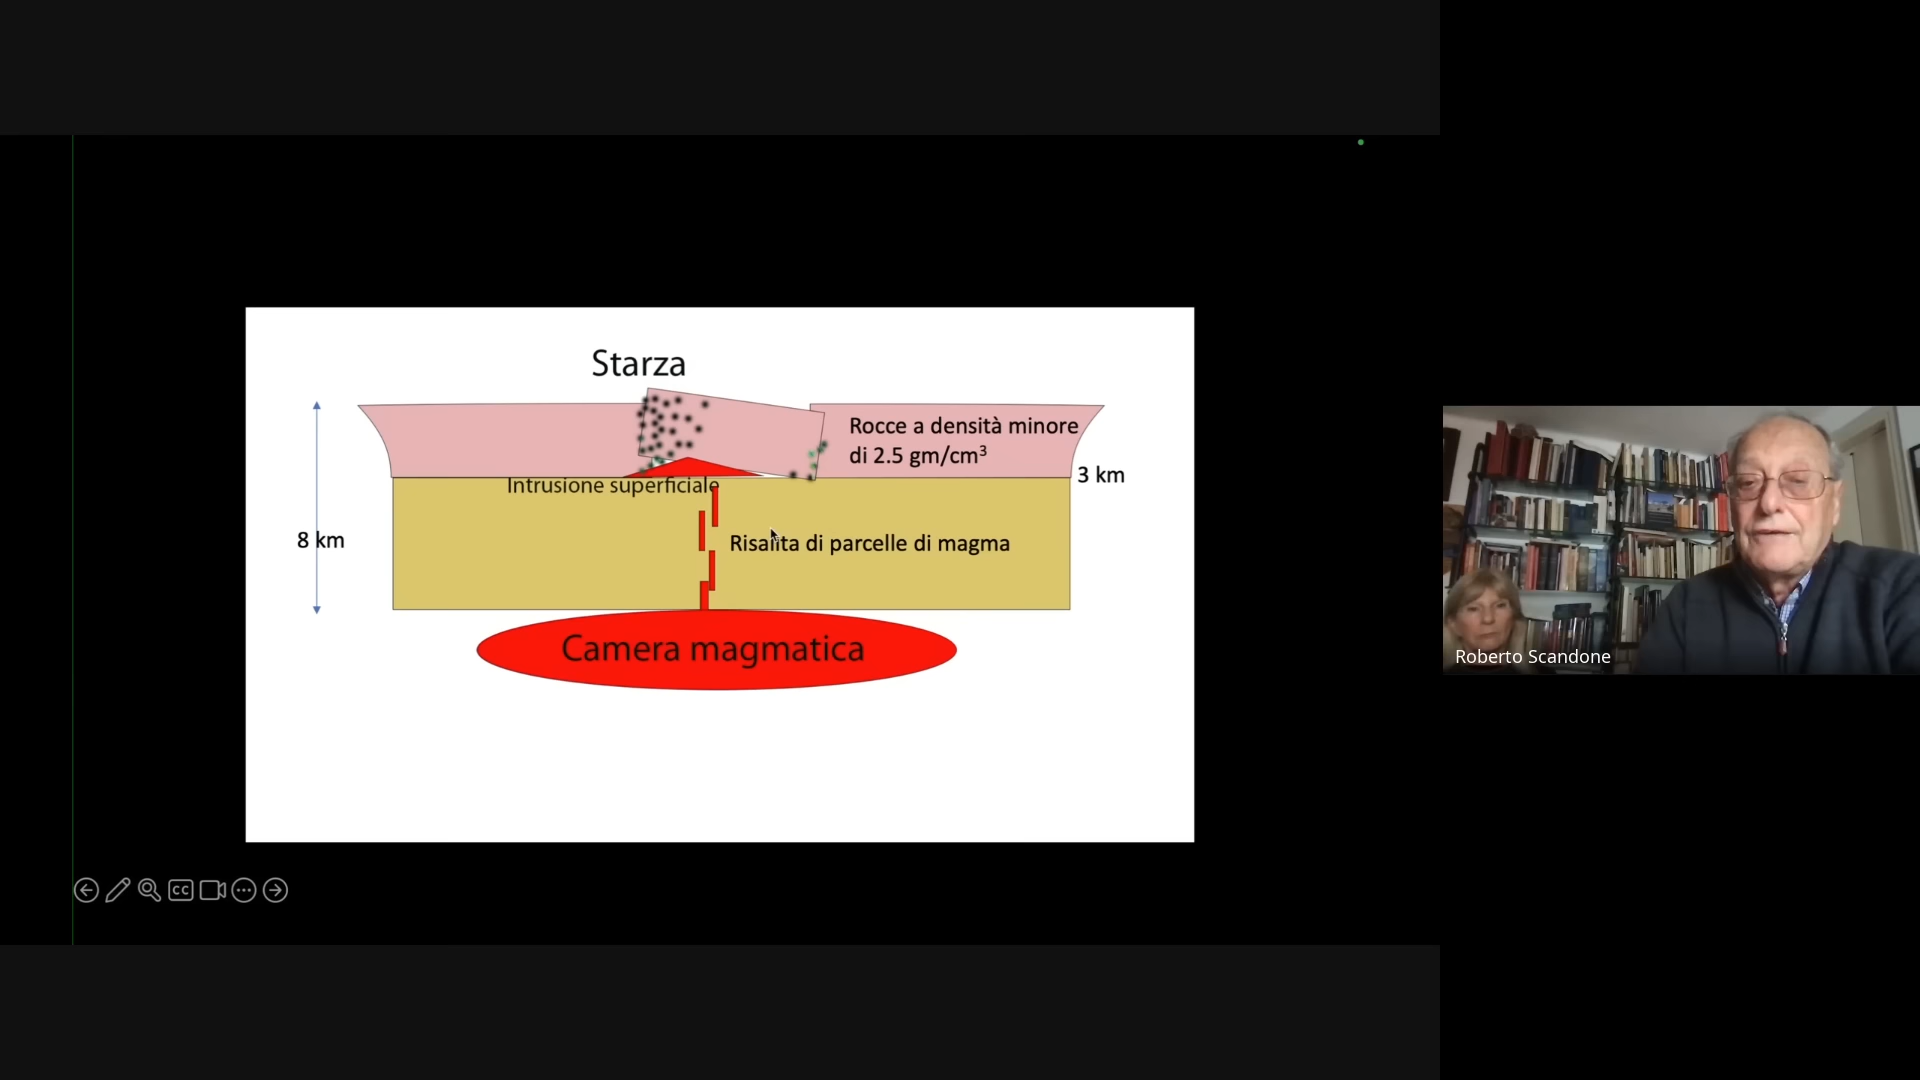 Starza
Rocce a densità minore
di 2.5 gm/cm³
3 km
Intrusione superficiale
8 km
Risalita di parcelle di magma
Camera magmatica
CC
Roberto Scandone